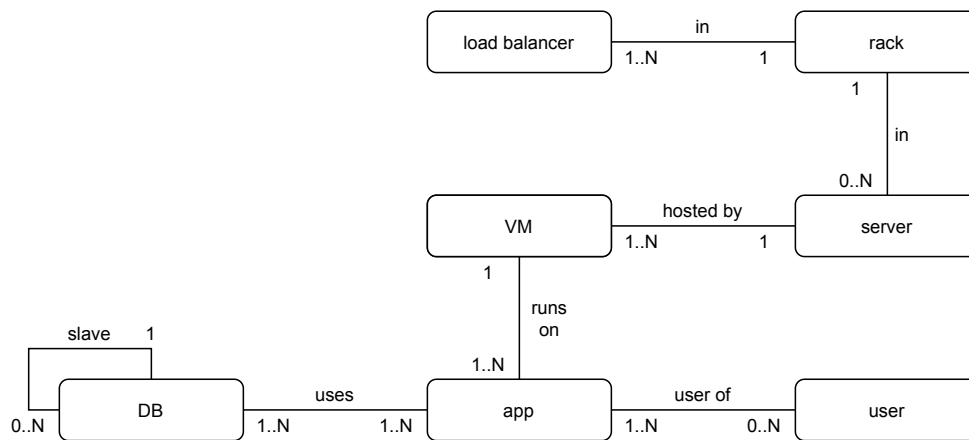 load balancer
in
rack
1..N
1
1
in
0..N
VM
hosted by
server
1..N
1
1
runs
on
slave
1
1..N
DB
uses
app
user of
user
0..N
1..N
1..N
1..N
0..N